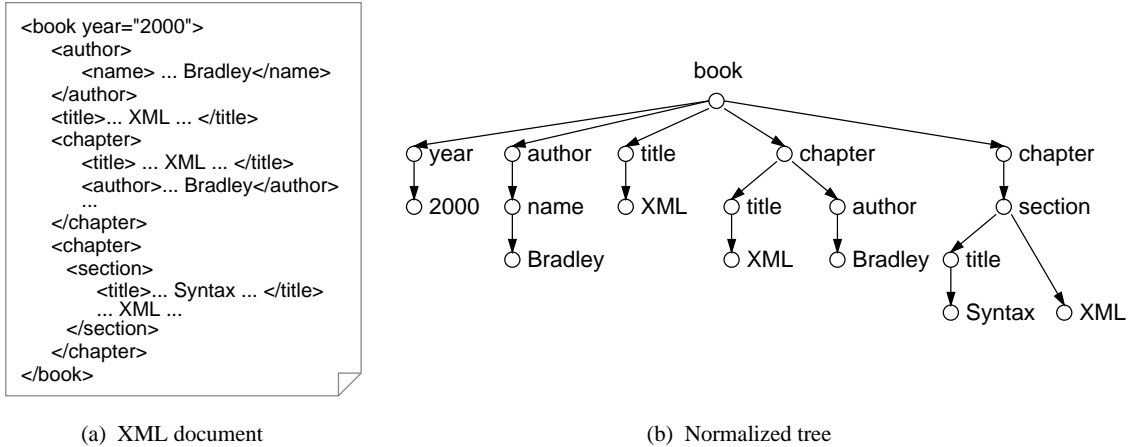 <book year="2000">
<author>
<name> ... Bradley</name>
</author>
<title>... XML ... </title>
<chapter>
<title> ... XML ... </title>
<author>... Bradley</author>
...
</chapter>
<chapter>
<section>
<title>... Syntax ... </title>
... XML ...
</section>
</chapter>
</book>
(a) XML document
book
year author title chapter chapter
2000 name XML title author section
Bradley XML Bradley title
Syntax XML
(b) Normalized tree